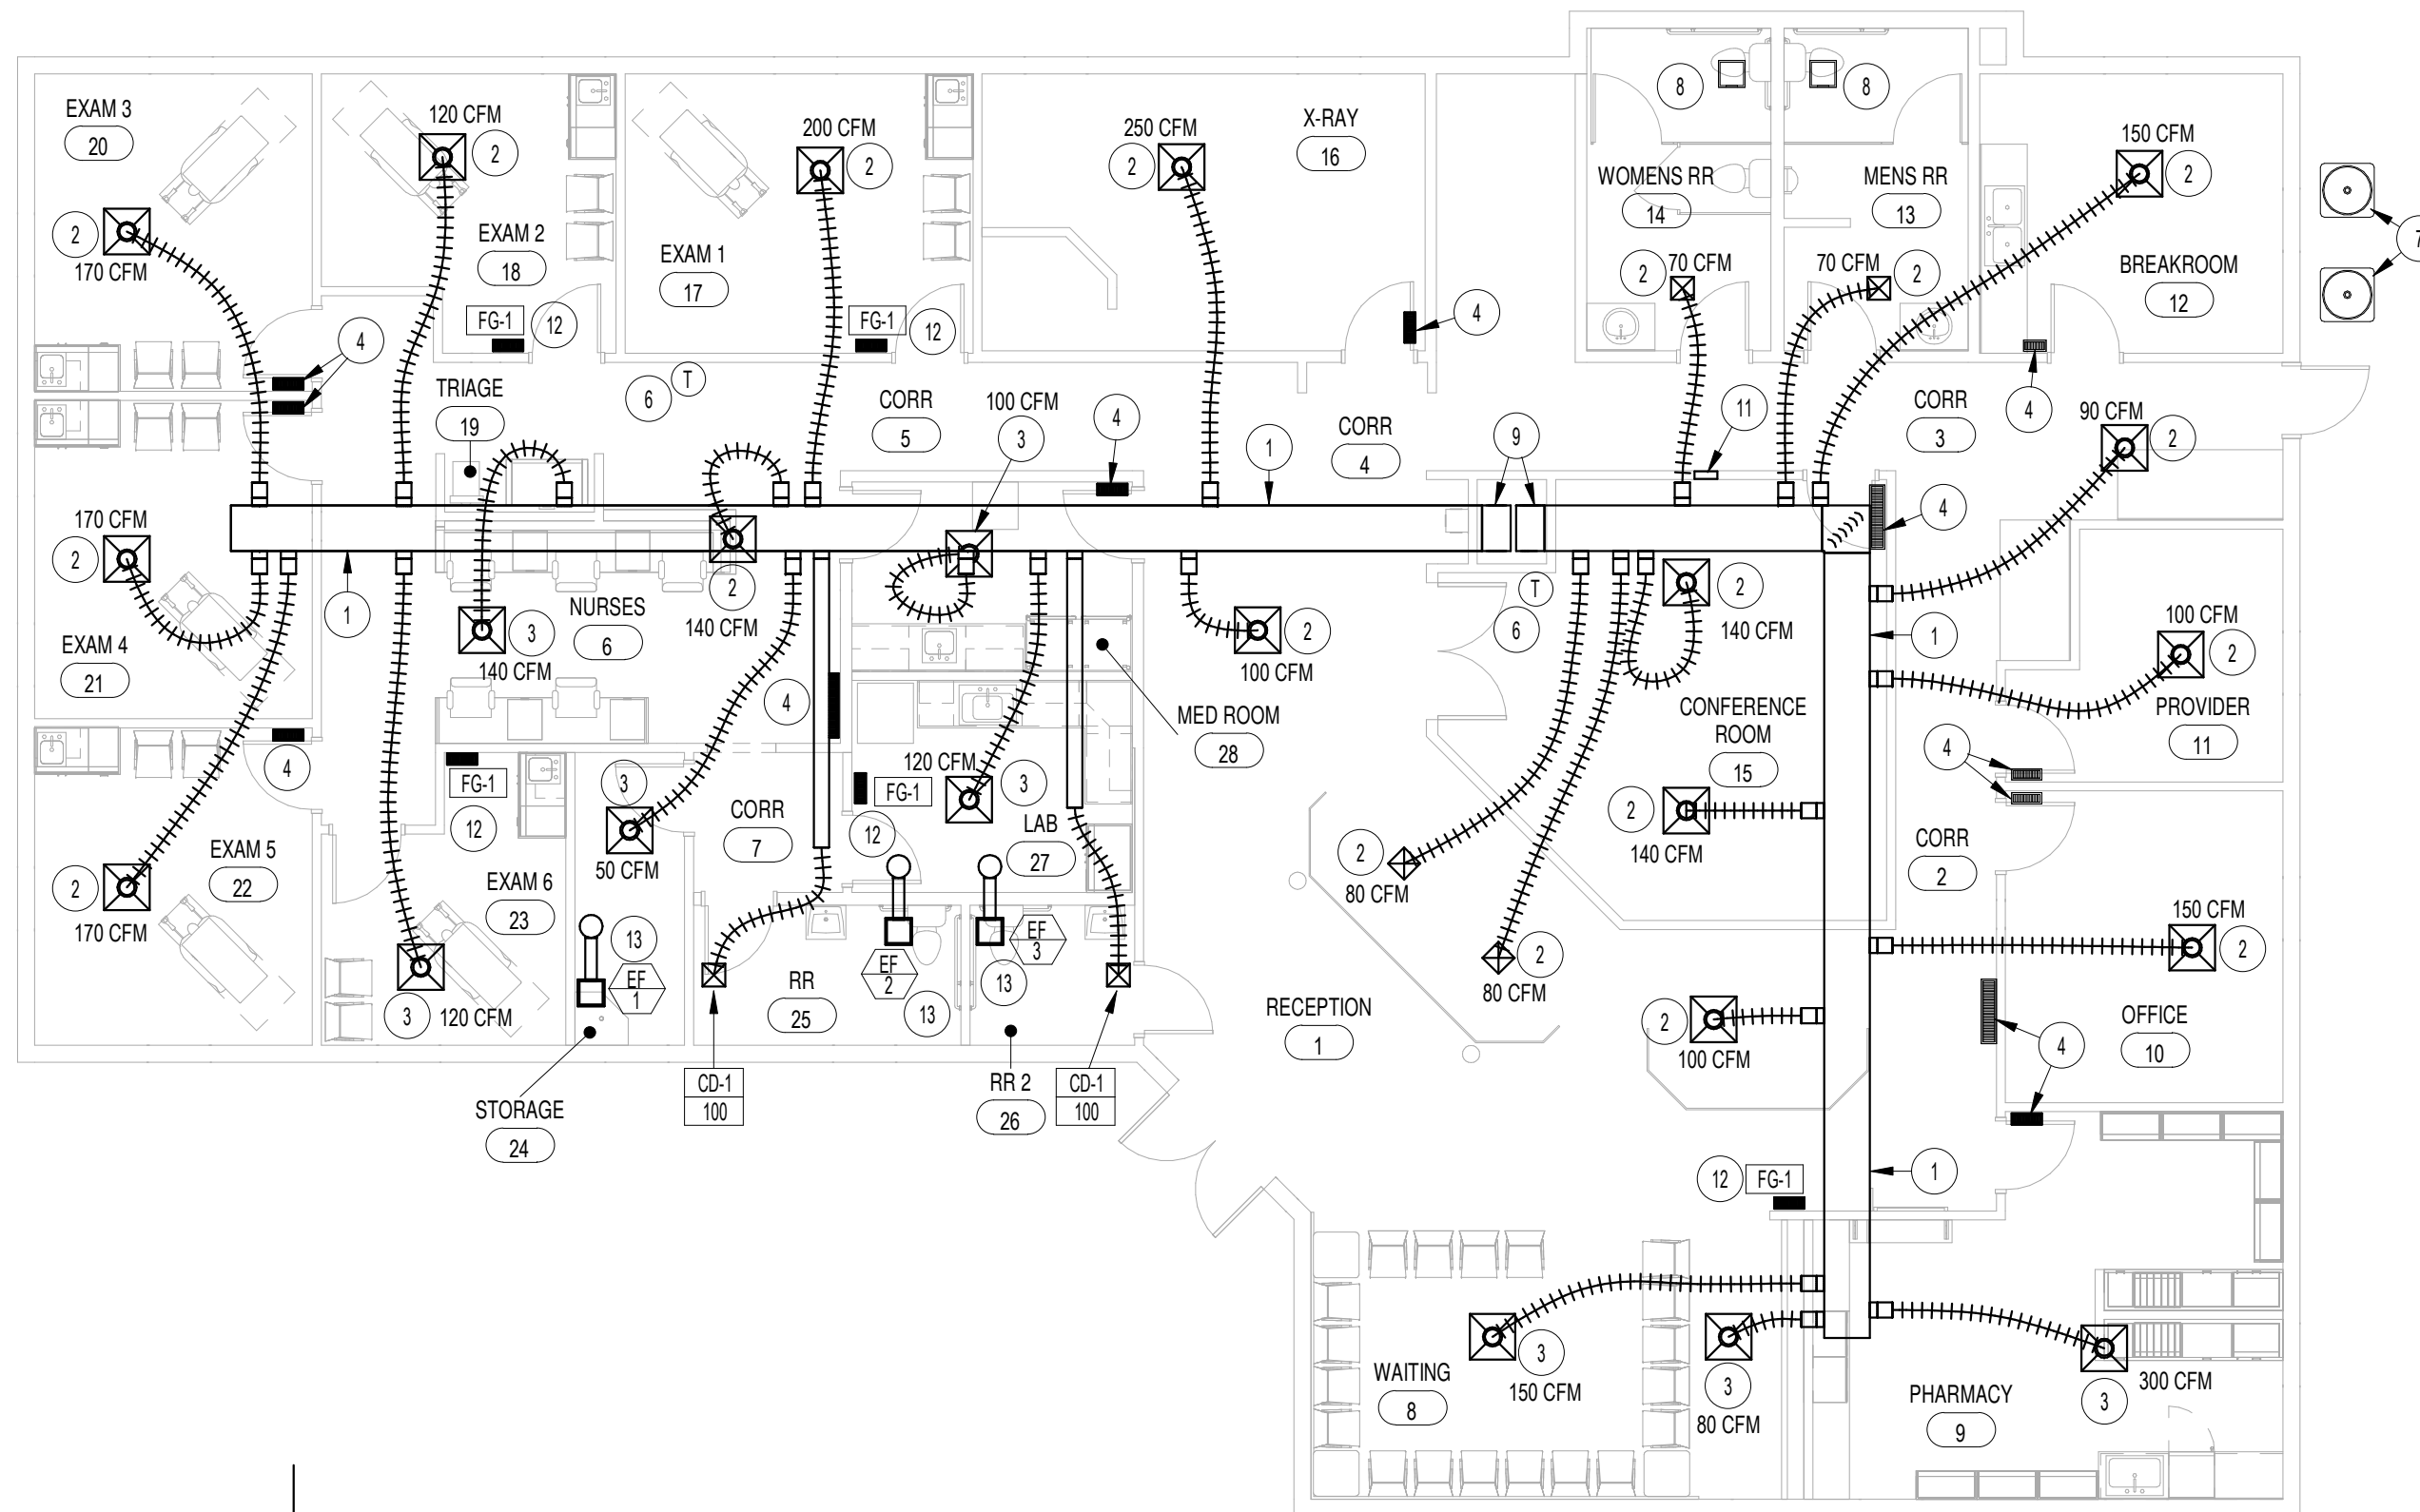 EXAM 3
20
2
170 CFM
120 CFM
2
EXAM 2
18
FG-1
12
200 CFM
2
EXAM 1
17
FG-1
12
250 CFM
2
X-RAY
16
4
8
8
WOMENS RR
14
MENS RR
13
2
70 CFM
70 CFM
2
150 CFM
2
BREAKROOM
12
7
4
4
TRIAGE
19
6
T
CORR
5
100 CFM
3
4
1
CORR
4
9
11
CORR
3
90 CFM
2
4
170 CFM
2
EXAM 4
21
1
3
140 CFM
NURSES
6
2
140 CFM
4
2
100 CFM
MED ROOM
28
T
6
2
140 CFM
CONFERENCE
ROOM
15
1
100 CFM
2
PROVIDER
11
4
4
FG-1
12
3
50 CFM
CORR
7
120 CFM
3
FG-1
12
LAB
27
2
80 CFM
2
140 CFM
CORR
2
EXAM 5
22
2
170 CFM
EXAM 6
23
3
120 CFM
13
EF
1
RR
25
EF
2
13
EF
3
13
2
80 CFM
150 CFM
2
RECEPTION
1
2
100 CFM
OFFICE
10
4
STORAGE
24
CD-1
100
RR 2
26
CD-1
100
12
FG-1
1
WAITING
8
3
150 CFM
3
80 CFM
PHARMACY
9
3
300 CFM